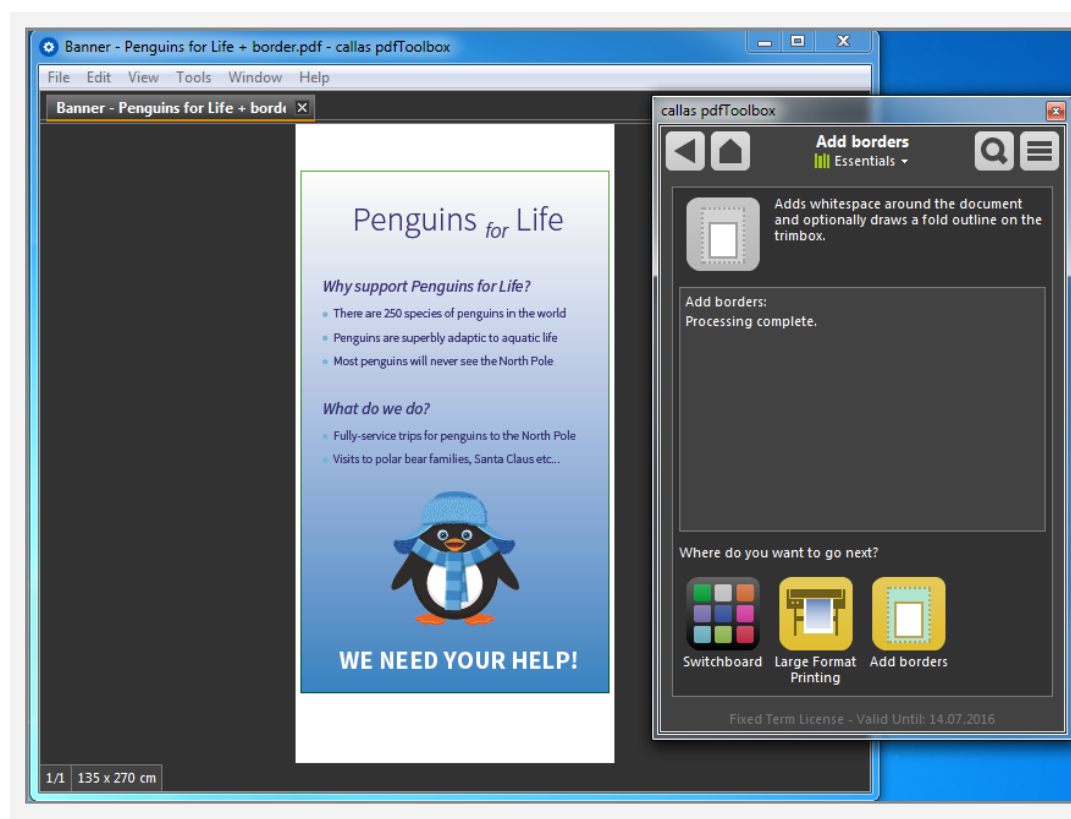 Banner - Penguins for Life + border.pdf - callas pdfToolbox
File Edit View Tools Window Help
Banner - Penguins for Life + borde
Penguins for Life
Why support Penguins for Life?
There are 250 species of penguins in the world
Penguins are superbly adaptic to aquatic life
Most penguins will never see the North Pole
What do we do?
Fully-service trips for penguins to the North Pole
Visits to polar bear families, Santa Claus etc...
WE NEED YOUR HELP!
1/1 135 x 270 cm
callas pdfToolbox
Add borders
Essentials
Adds whitespace around the document
and optionally draws a fold outline on the
trimbox.
Add borders:
Processing complete.
Where do you want to go next?
Switchboard
Large Format
Printing
Add borders
Fixed Term License - Valid Until: 14.07.2016